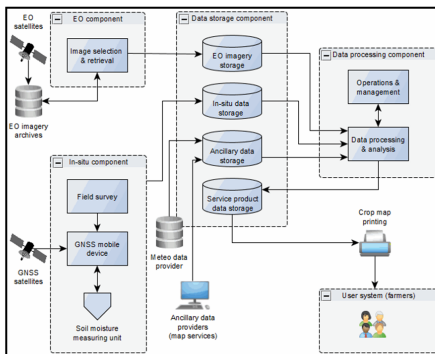 EO
satellites
EO component
Image selection
& retrieval
EO imagery
archives
Data storage component
EO imagery
storage
In-situ data
storage
Ancillary data
storage
Service product
data storage
Data processing component
Operations &
management
Data processing
& analysis
In-situ component
Field survey
GNSS mobile
device
GNSS
satellites
Soil moisture
measuring unit
Meteo data
provider
Ancillary data
providers
(map services)
Crop map
printing
User system (farmers)